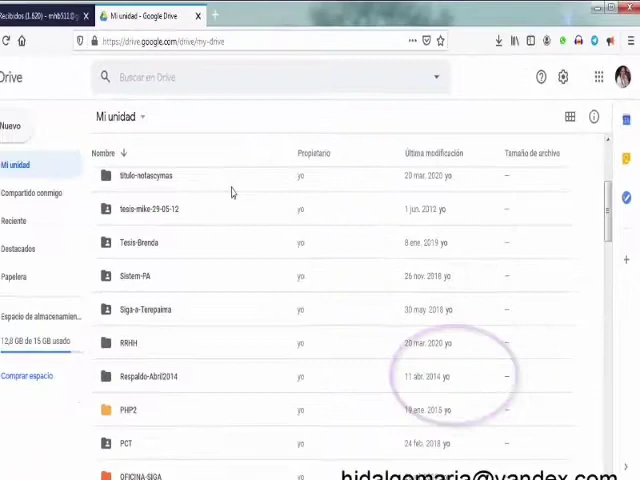 Recibidos (1.620) - mhb511@g
Mi unidad - Google Drive
https://drive.google.com/drive/my-drive
Drive
Buscar en Drive
Nuevo
Mi unidad
Mi unidad
Compartido conmigo
Reciente
Destacados
Papelera
Espacio de almacenamien...
12,8 GB de 15 GB usado
Comprar espacio
Nombre Propietario Última modificación Tamaño de archivo
titulo-notascymas yo 20 mar. 2020 yo —
tesis-mike-29-05-12 yo 1 jun. 2012 yo —
Tesis-Brenda yo 8 ene. 2019 yo —
Sistem-PA yo 26 nov. 2018 yo —
Siga-a-Terepaima yo 30 may. 2018 yo —
RRHH yo 20 mar. 2020 yo —
Respaldo-Abril2014 yo 11 abr. 2014 yo —
PHP2 yo 19 ene. 2015 yo —
PCT yo 24 feb. 2018 yo —
OFICINA-SIGA
hidalgomaria@yandex.com